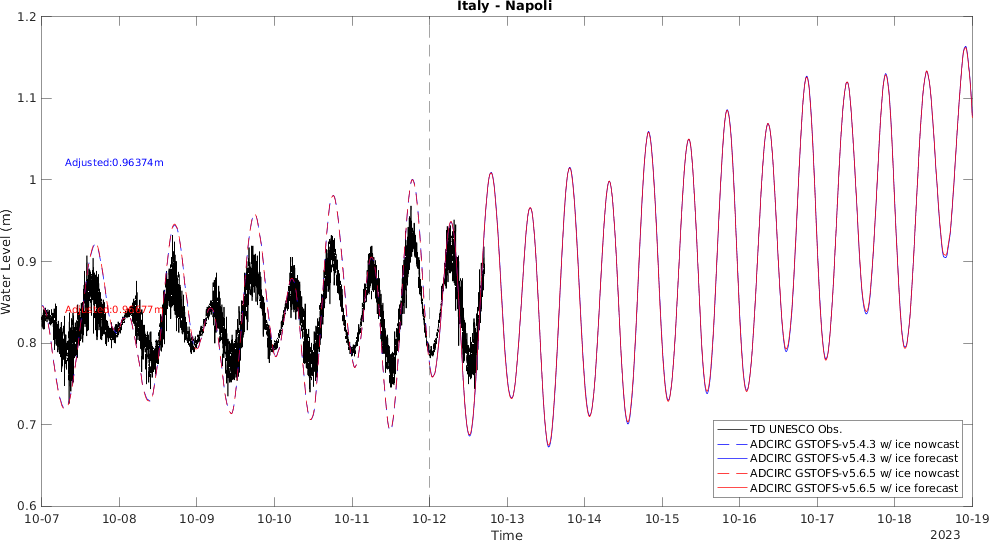 Italy - Napoli
Water Level (m)
1.2
1.1
1
0.9
0.8
0.7
0.6
Adjusted:0.96374m
10-07
10-08
10-09
10-10
10-11
10-12
10-13
10-14
10-15
10-16
10-17
10-18
10-19
Time
2023
TD UNESCO Obs.
ADCIRC GSTOFS-v5.4.3 w/ ice nowcast
ADCIRC GSTOFS-v5.4.3 w/ ice forecast
ADCIRC GSTOFS-v5.6.5 w/ ice nowcast
ADCIRC GSTOFS-v5.6.5 w/ ice forecast